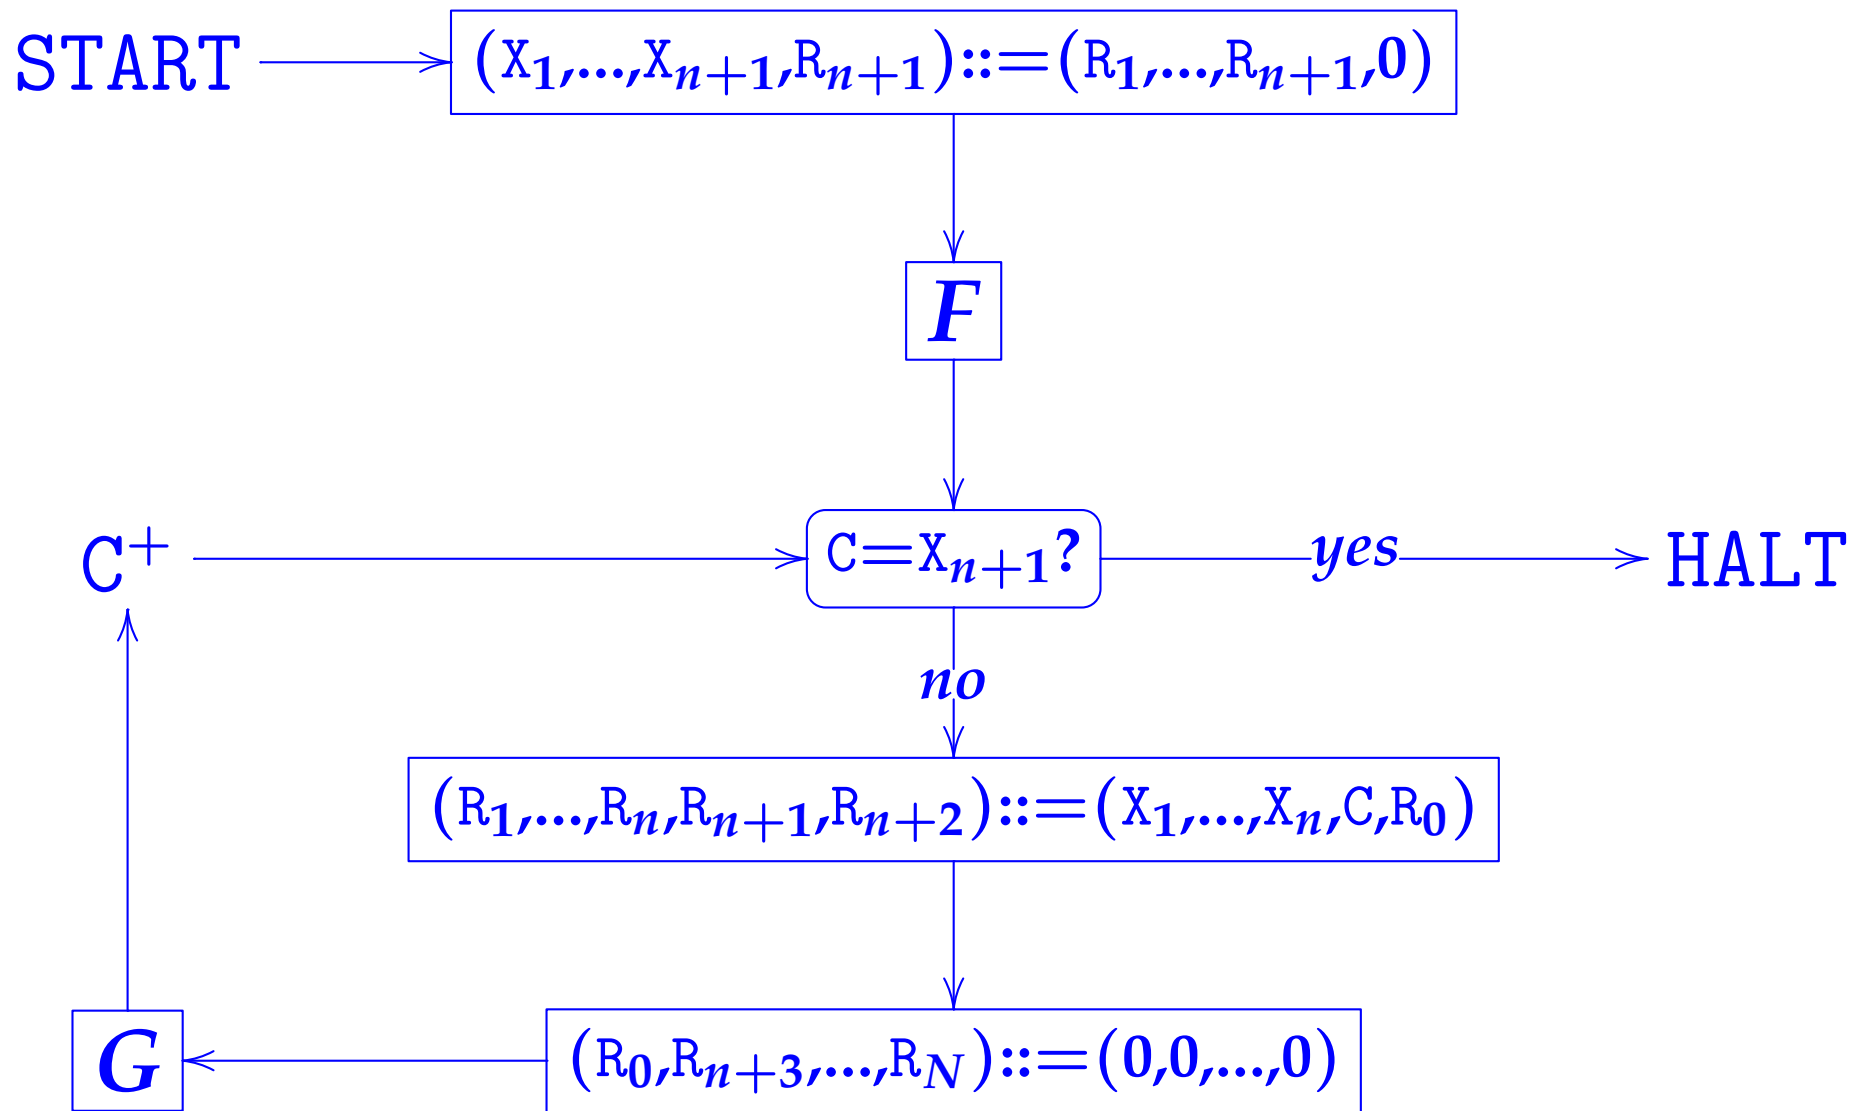 START (X₁,...,Xₙ₊₁,Rₙ₊₁)::=(R₁,...,Rₙ₊₁,0)
F
C⁺ C=Xₙ₊₁? yes HALT
no
(R₁,...,Rₙ,Rₙ₊₁,Rₙ₊₂)::=(X₁,...,Xₙ,C,R₀)
G (R₀,Rₙ₊₃,...,R_N)::=(0,0,...,0)